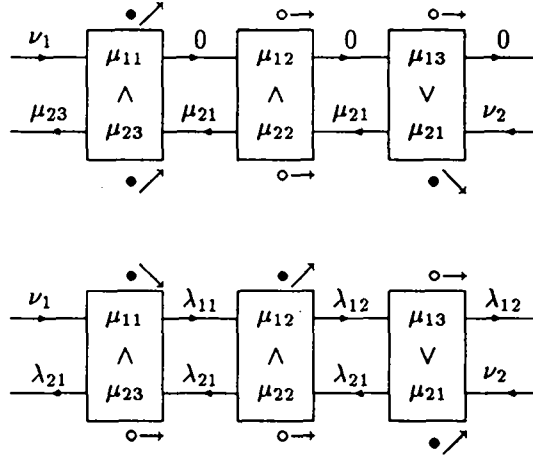 ν₁ 0 0 0
μ₁₁ μ₁₂ μ₁₃
∧ ∧ ∨
μ₂₃ μ₂₁ μ₂₁ ν₂
μ₂₃ μ₂₂ μ₂₁
ν₁ λ₁₁ λ₁₂ λ₁₂
μ₁₁ μ₁₂ μ₁₃
∧ ∧ ∨
λ₂₁ λ₂₁ λ₂₁ ν₂
μ₂₃ μ₂₂ μ₂₁